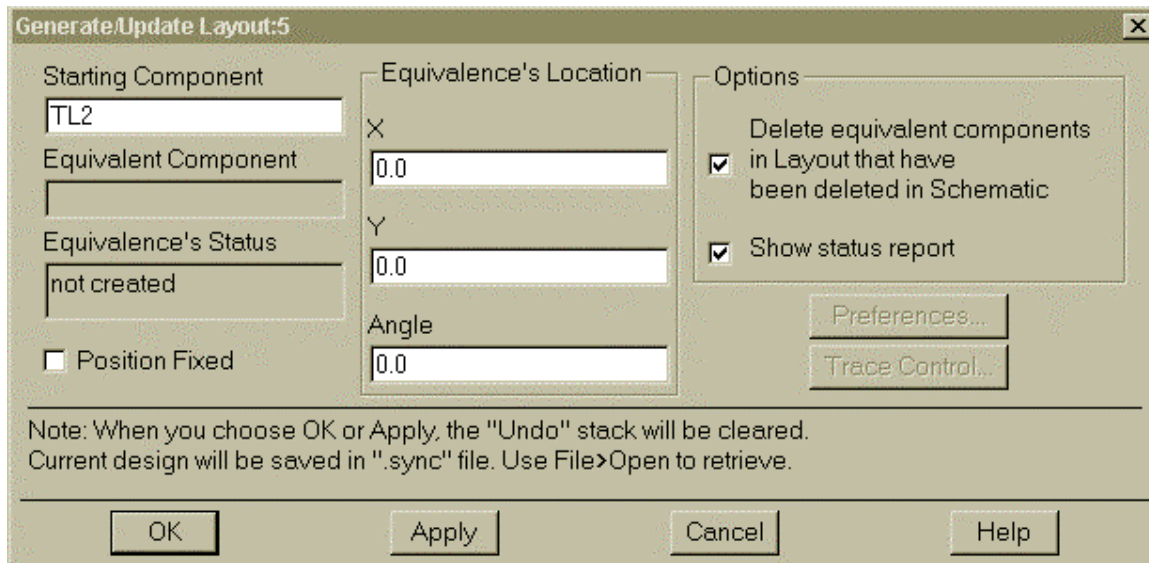 Generate/Update Layout:5
Starting Component
TL2
Equivalent Component
Equivalence's Status
not created
Position Fixed
Equivalence's Location
X
0.0
Y
0.0
Angle
0.0
Options
Delete equivalent components
in Layout that have
been deleted in Schematic
Show status report
Preferences...
Trace Control...
Note: When you choose OK or Apply, the "Undo" stack will be cleared.
Current design will be saved in ".sync" file. Use File>Open to retrieve.
OK
Apply
Cancel
Help